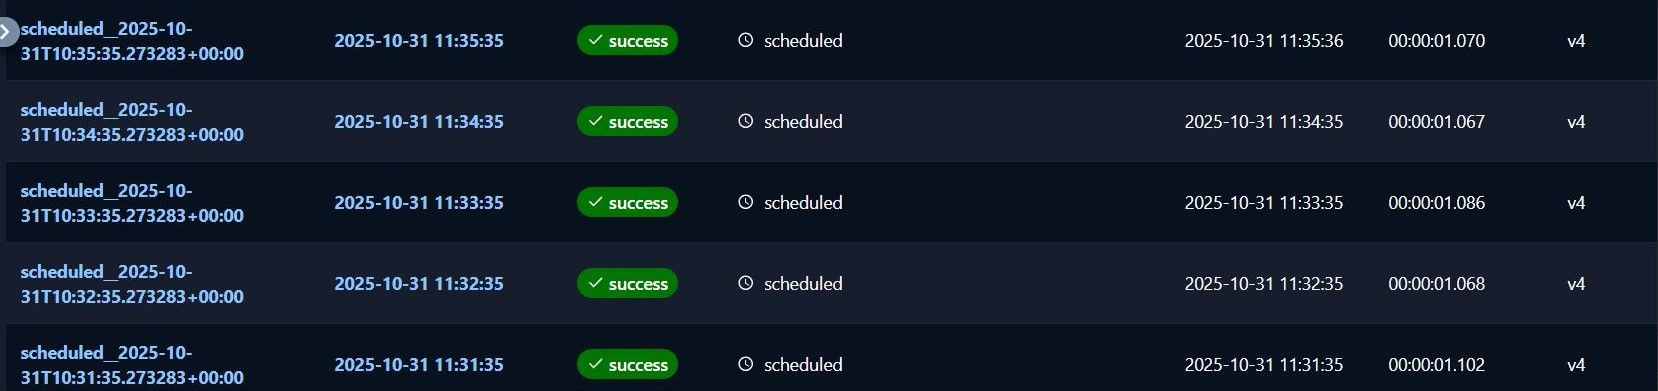 scheduled__2025-10-
31T10:35:35.273283+00:00 2025-10-31 11:35:35 success scheduled 2025-10-31 11:35:36 00:00:01.070 v4
scheduled__2025-10-
31T10:34:35.273283+00:00 2025-10-31 11:34:35 success scheduled 2025-10-31 11:34:35 00:00:01.067 v4
scheduled__2025-10-
31T10:33:35.273283+00:00 2025-10-31 11:33:35 success scheduled 2025-10-31 11:33:35 00:00:01.086 v4
scheduled__2025-10-
31T10:32:35.273283+00:00 2025-10-31 11:32:35 success scheduled 2025-10-31 11:32:35 00:00:01.068 v4
scheduled__2025-10-
31T10:31:35.273283+00:00 2025-10-31 11:31:35 success scheduled 2025-10-31 11:31:35 00:00:01.102 v4